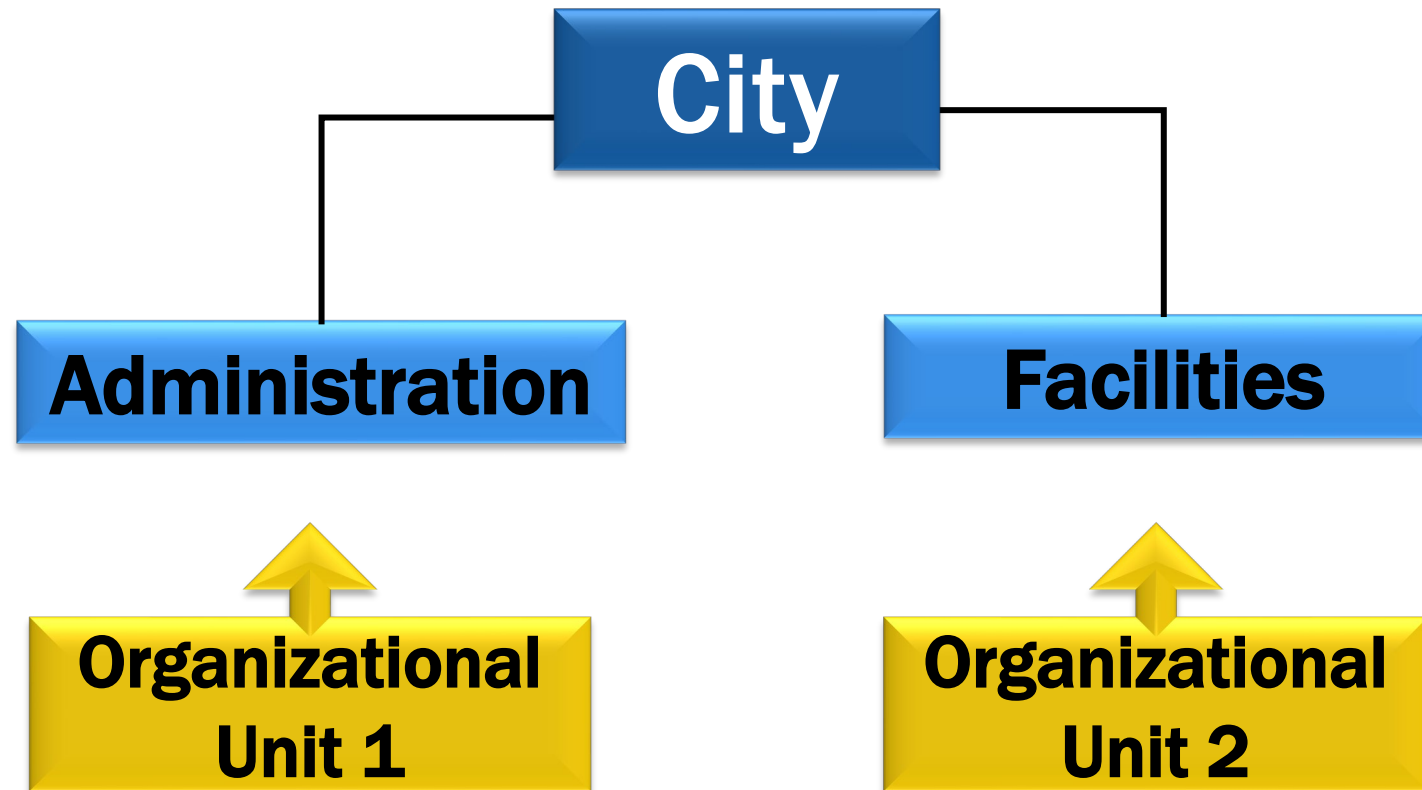 City
Administration
Facilities
Organizational
Unit 1
Organizational
Unit 2